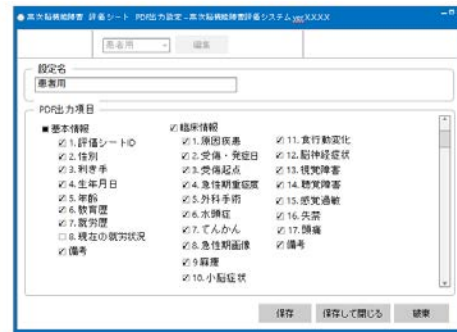 高次脳機能障害 評価シート PDF出力設定 - 高次脳機能障害評価システム ver.X.X.X.X
患者用 編集
設定名
患者用
PDF出力項目
■ 基本情報
☑ 1.評価シートID
☑ 2.性別
☑ 3.利き手
☑ 4.生年月日
☑ 5.年齢
☑ 6.教育歴
☑ 7.就労歴
□ 8.現在の就労状況
☑ 備考
☑ 臨床情報
☑ 1.原因疾患
☑ 2.受傷・発症日
☑ 3.受傷起点
☑ 4.急性期重症度
☑ 5.外科手術
☑ 6.水頭症
☑ 7.てんかん
☑ 8.急性期画像
☑ 9麻痺
☑ 10.小脳症状
☑ 11.食行動変化
☑ 12.脳神経症状
☑ 13.視覚障害
☑ 14.聴覚障害
☑ 15.感覚過敏
☑ 16.失禁
☑ 17.頭痛
☑ 備考
保存 保存して閉じる 破棄